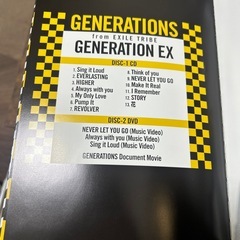 GENERATIONS
from EXILE TRIBE
GENERATION EX
DISC-1 CD
1. Sing it Loud
2. EVERLASTING
3. HIGHER
4. Always with you
5. My Only Love
6. Pump It
7. REVOLVER
8. Think of you
9. NEVER LET YOU GO
10. Make It Real
11. I Remember
12. STORY
13. 花
DISC-2 DVD
NEVER LET YOU GO (Music Video)
Always with you (Music Video)
Sing it Loud (Music Video)
GENERATIONS Document Movie